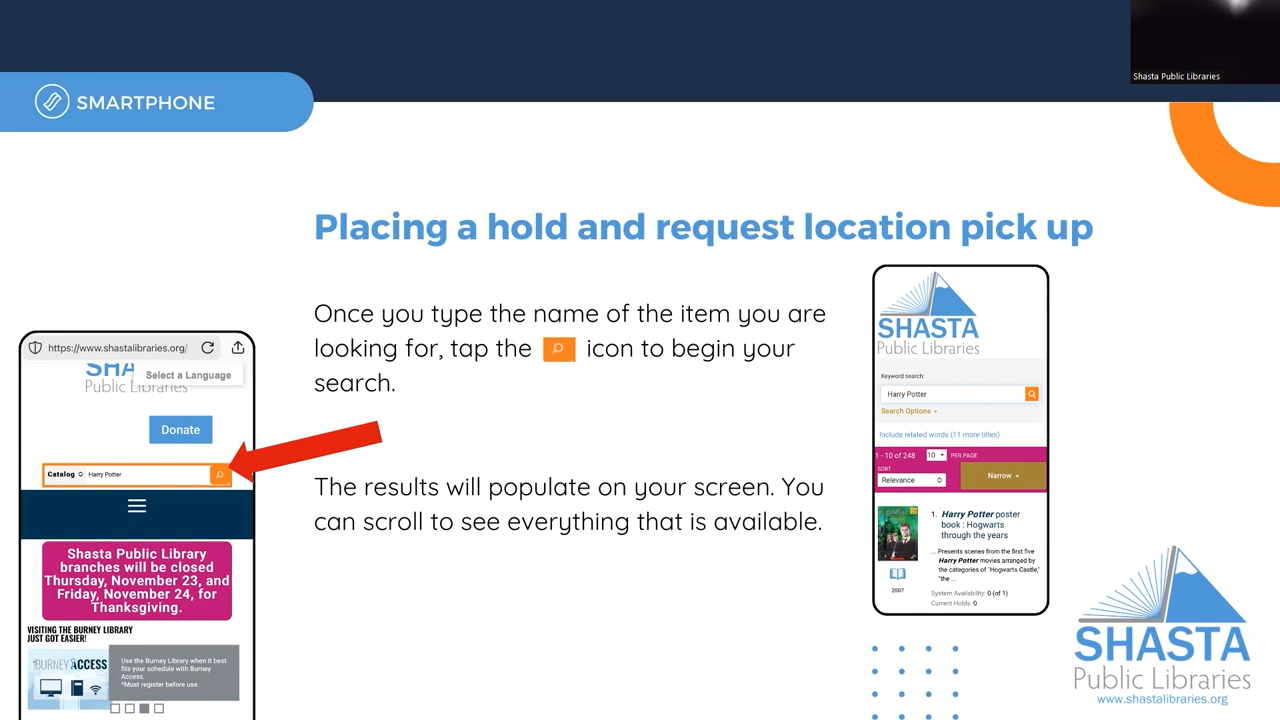 Shasta Public Libraries
SMARTPHONE
Placing a hold and request location pick up
Once you type the name of the item you are
looking for, tap the icon to begin your
search.
The results will populate on your screen. You
can scroll to see everything that is available.
https://www.shastalibraries.org/
SHA
Select a Language
Public Libraries
Donate
Catalog
Harry Potter
Shasta Public Library
branches will be closed
Thursday, November 23, and
Friday, November 24, for
Thanksgiving.
VISITING THE BURNEY LIBRARY
JUST GOT EASIER!
BURNEY ACCESS
Use the Burney Library when it best
fits your schedule with Burney
Access.
*Must register before use.
SHASTA
Public Libraries
Keyword search:
Harry Potter
Search Options
Include related words (11 more titles)
1 - 10 of 248 10 PER PAGE
SORT
Relevance
Narrow
1. Harry Potter poster
book : Hogwarts
through the years
... Presents scenes from the first five
Harry Potter movies arranged by
the categories of "Hogwarts Castle,"
"the ...
2007
System Availability: 0 (of 1)
Current Holds: 0
SHASTA
Public Libraries
www.shastalibraries.org